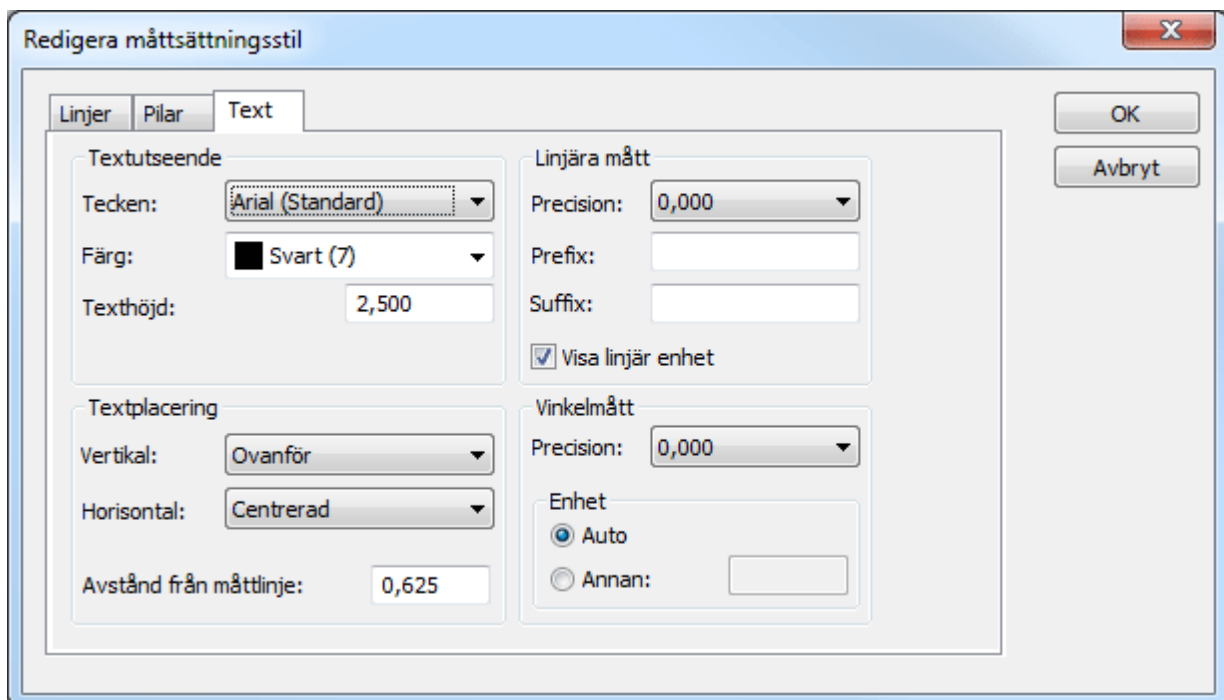 Redigera måttsättningsstil
Linjer
Pilar
Text
OK
Avbryt
Textutseende
Tecken:
Arial (Standard)
Färg:
Svart (7)
Texthöjd:
2,500
Linjära mått
Precision:
0,000
Prefix:
Suffix:
Visa linjär enhet
Textplacering
Vertikal:
Ovanför
Horisontal:
Centrerad
Avstånd från måttlinje:
0,625
Vinkelmått
Precision:
0,000
Enhet
Auto
Annan: